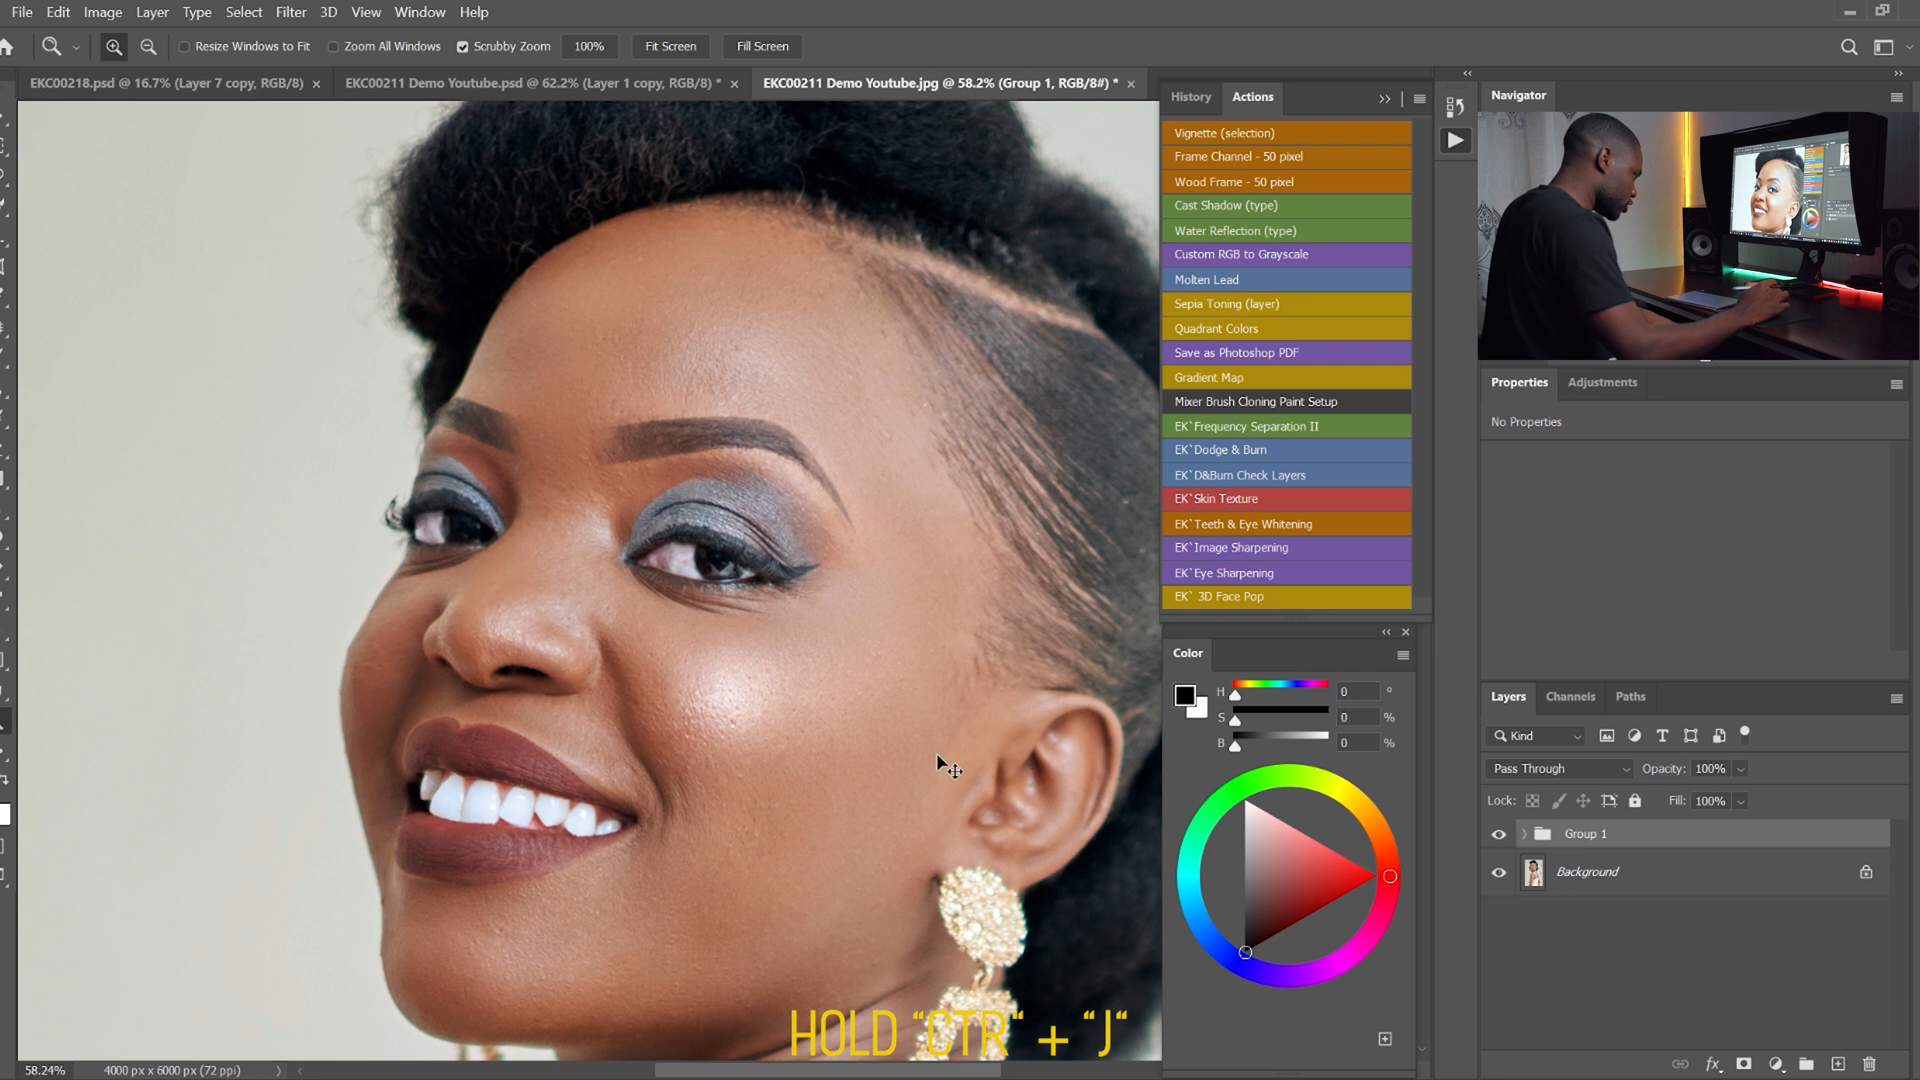 File Edit Image Layer Type Select Filter 3D View Window Help
Resize Windows to Fit Zoom All Windows Scrubby Zoom 100% Fit Screen Fill Screen
EKC00218.psd @ 16.7% (Layer 7 copy, RGB/8) × EKC00211 Demo Youtube.psd @ 62.2% (Layer 1 copy, RGB/8) * × EKC00211 Demo Youtube.jpg @ 58.2% (Group 1, RGB/8#) * ×
History Actions
Vignette (selection)
Frame Channel - 50 pixel
Wood Frame - 50 pixel
Cast Shadow (type)
Water Reflection (type)
Custom RGB to Grayscale
Molten Lead
Sepia Toning (layer)
Quadrant Colors
Save as Photoshop PDF
Gradient Map
Mixer Brush Cloning Paint Setup
EK`Frequency Separation II
EK`Dodge & Burn
EK`D&Burn Check Layers
EK`Skin Texture
EK`Teeth & Eye Whitening
EK`Image Sharpening
EK`Eye Sharpening
EK` 3D Face Pop
Color
H 0 °
S 0 %
B 0 %
Navigator
Properties Adjustments
No Properties
Layers Channels Paths
Kind
Pass Through Opacity: 100%
Lock: Fill: 100%
Group 1
Background
HOLD "CTR" + "J"
58.24% 4000 px x 6000 px (72 ppi)